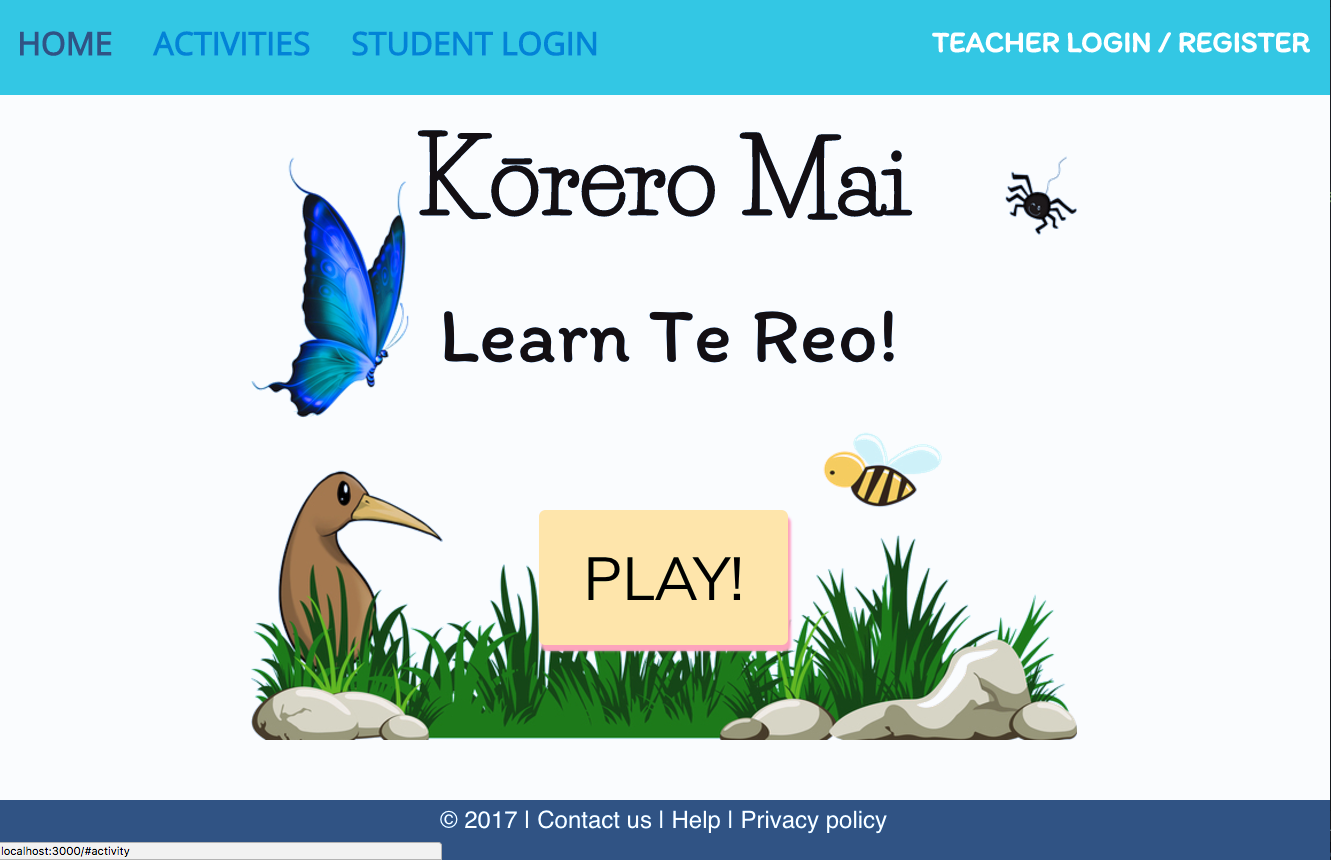 HOME ACTIVITIES STUDENT LOGIN TEACHER LOGIN / REGISTER
Kōrero Mai
Learn Te Reo!
PLAY!
© 2017 | Contact us | Help | Privacy policy
localhost:3000/#activity